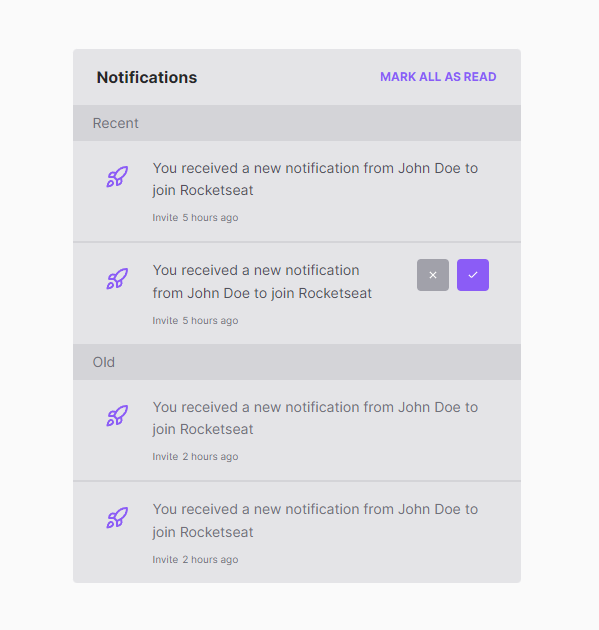 Notifications
MARK ALL AS READ
Recent
You received a new notification from John Doe to
join Rocketseat
Invite 5 hours ago
You received a new notification
from John Doe to join Rocketseat
Invite 5 hours ago
Old
You received a new notification from John Doe to
join Rocketseat
Invite 2 hours ago
You received a new notification from John Doe to
join Rocketseat
Invite 2 hours ago